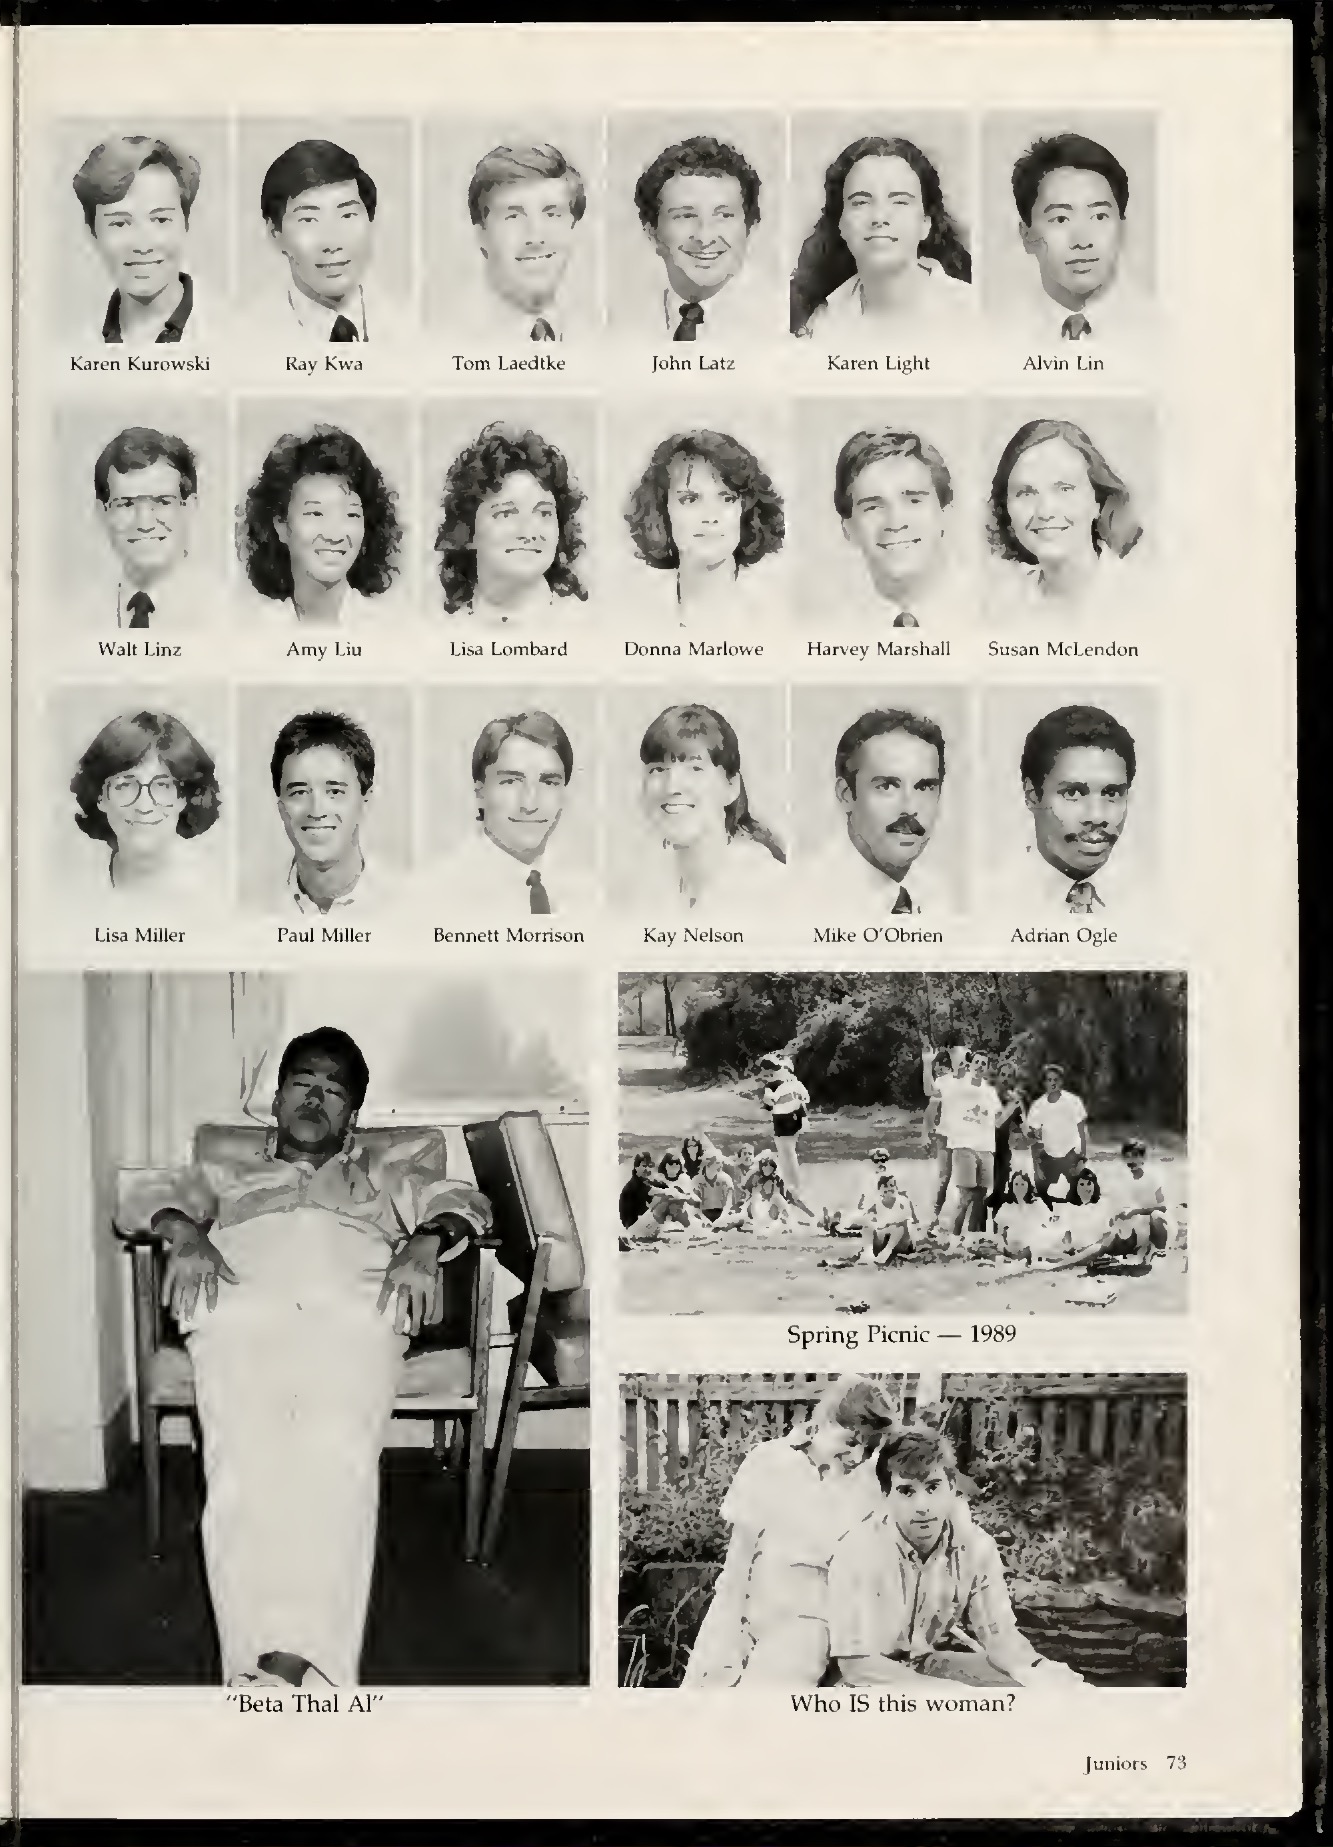 Karen Kurowski Ray Kwa Tom Laedtke John Latz Karen Light Alvin Lin
Walt Linz Amy Liu Lisa Lombard Donna Marlowe Harvey Marshall Susan McLendon
Lisa Miller Paul Miller Bennett Morrison Kay Nelson Mike O'Obrien Adrian Ogle
Spring Picnic — 1989
"Beta Thal Al"
Who IS this woman?
Juniors 73